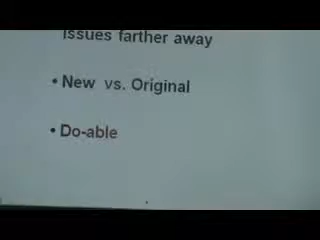 Issues farther away
• New vs. Original
• Do-able